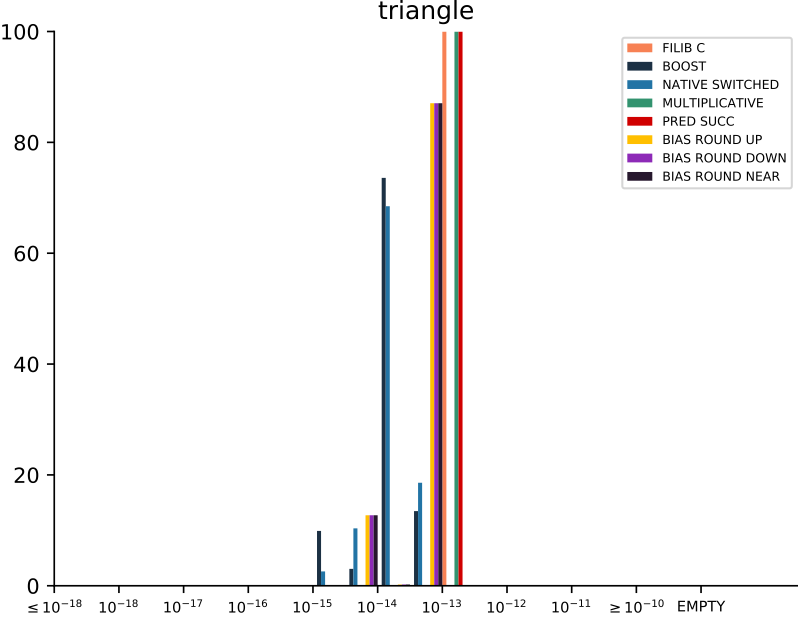 triangle
100
80
60
40
20
0
FILIB C
BOOST
NATIVE SWITCHED
MULTIPLICATIVE
PRED SUCC
BIAS ROUND UP
BIAS ROUND DOWN
BIAS ROUND NEAR
≤ 10⁻¹⁸ 10⁻¹⁸ 10⁻¹⁷ 10⁻¹⁶ 10⁻¹⁵ 10⁻¹⁴ 10⁻¹³ 10⁻¹² 10⁻¹¹ ≥ 10⁻¹⁰ EMPTY